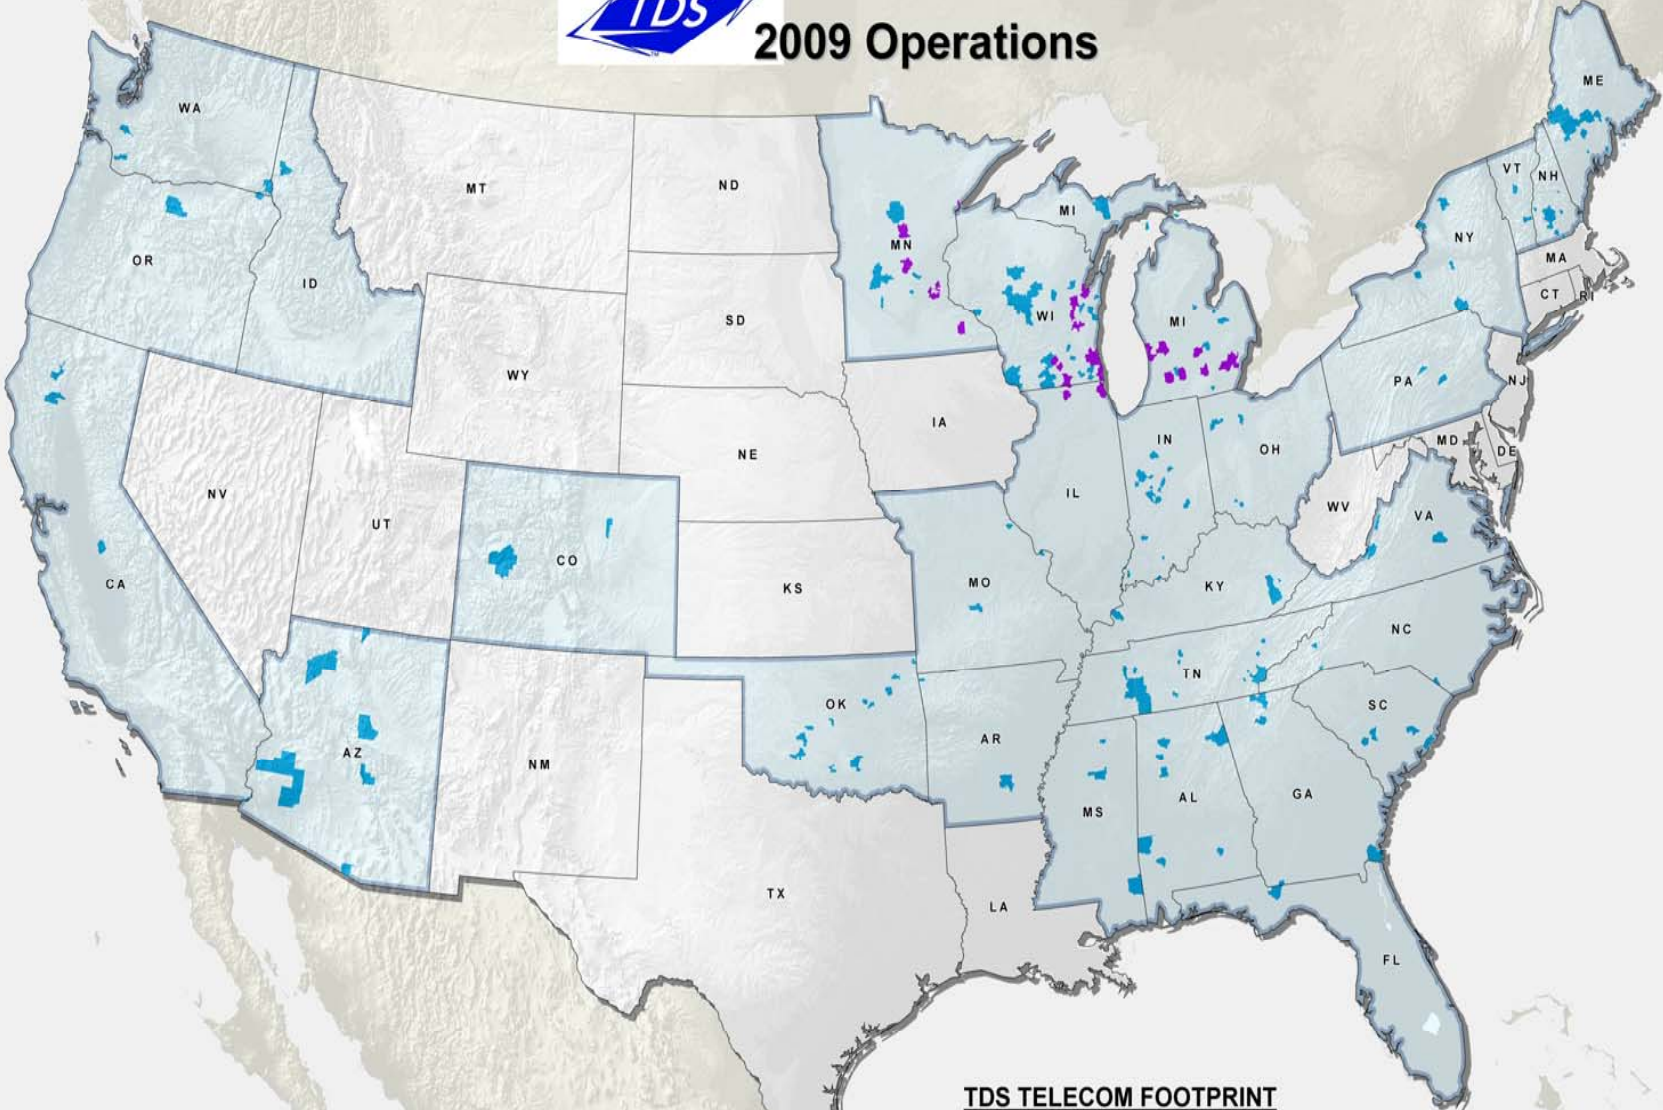 TDS
2009 Operations
WA
MT
ND
MN
MI
ME
VT
NH
OR
ID
SD
WI
MI
NY
MA
CT
RI
WY
IA
PA
NJ
NV
UT
NE
IL
IN
OH
MD
DE
WV
VA
CA
CO
KS
MO
KY
NC
AZ
NM
OK
AR
TN
SC
MS
AL
GA
TX
LA
FL
TDS TELECOM FOOTPRINT